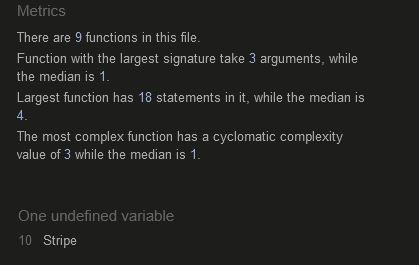 Metrics
There are 9 functions in this file.
Function with the largest signature take 3 arguments, while
the median is 1.
Largest function has 18 statements in it, while the median is
4.
The most complex function has a cyclomatic complexity
value of 3 while the median is 1.
One undefined variable
10 Stripe